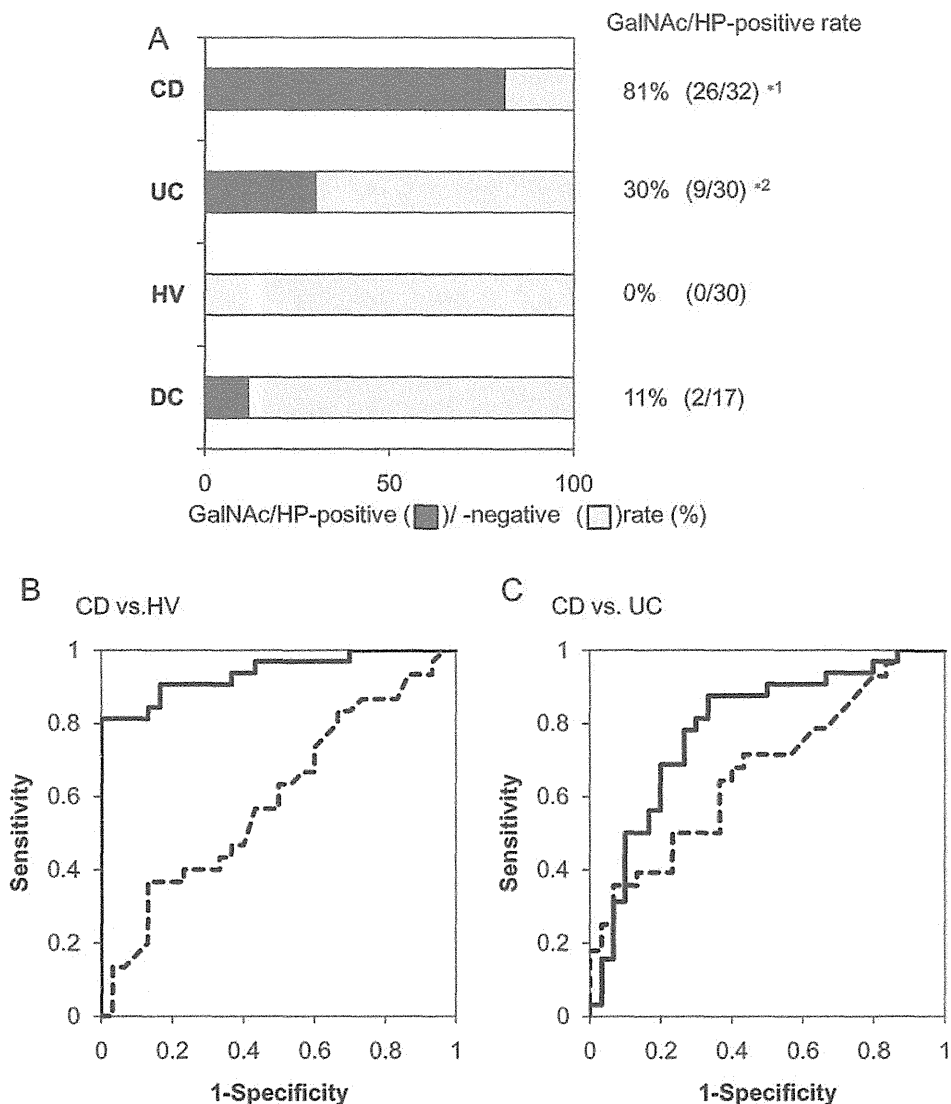 A
GalNAc/HP-positive rate
CD 81% (26/32) *1
UC 30% (9/30) *2
HV 0% (0/30)
DC 11% (2/17)
0 50 100
GalNAc/HP-positive ( )/ -negative ( )rate (%)
B CD vs.HV
1
0.8
0.6
0.4
0.2
0
Sensitivity
0 0.2 0.4 0.6 0.8 1
1-Specificity
C CD vs. UC
1
0.8
0.6
0.4
0.2
0
Sensitivity
0 0.2 0.4 0.6 0.8 1
1-Specificity